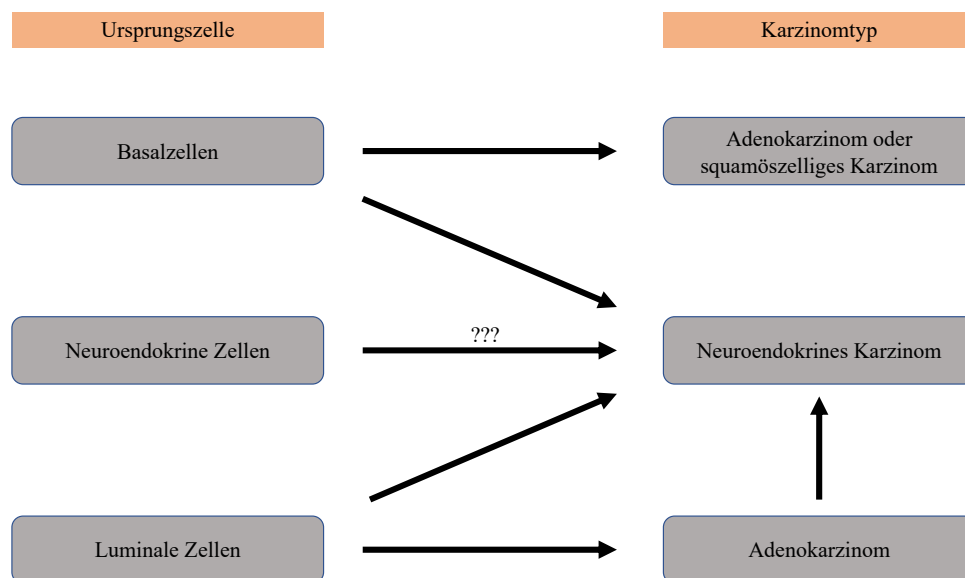 Ursprungszelle
Karzinomtyp
Basalzellen
Adenokarzinom oder
squamöszelliges Karzinom
Neuroendokrine Zellen
???
Neuroendokrines Karzinom
Luminale Zellen
Adenokarzinom